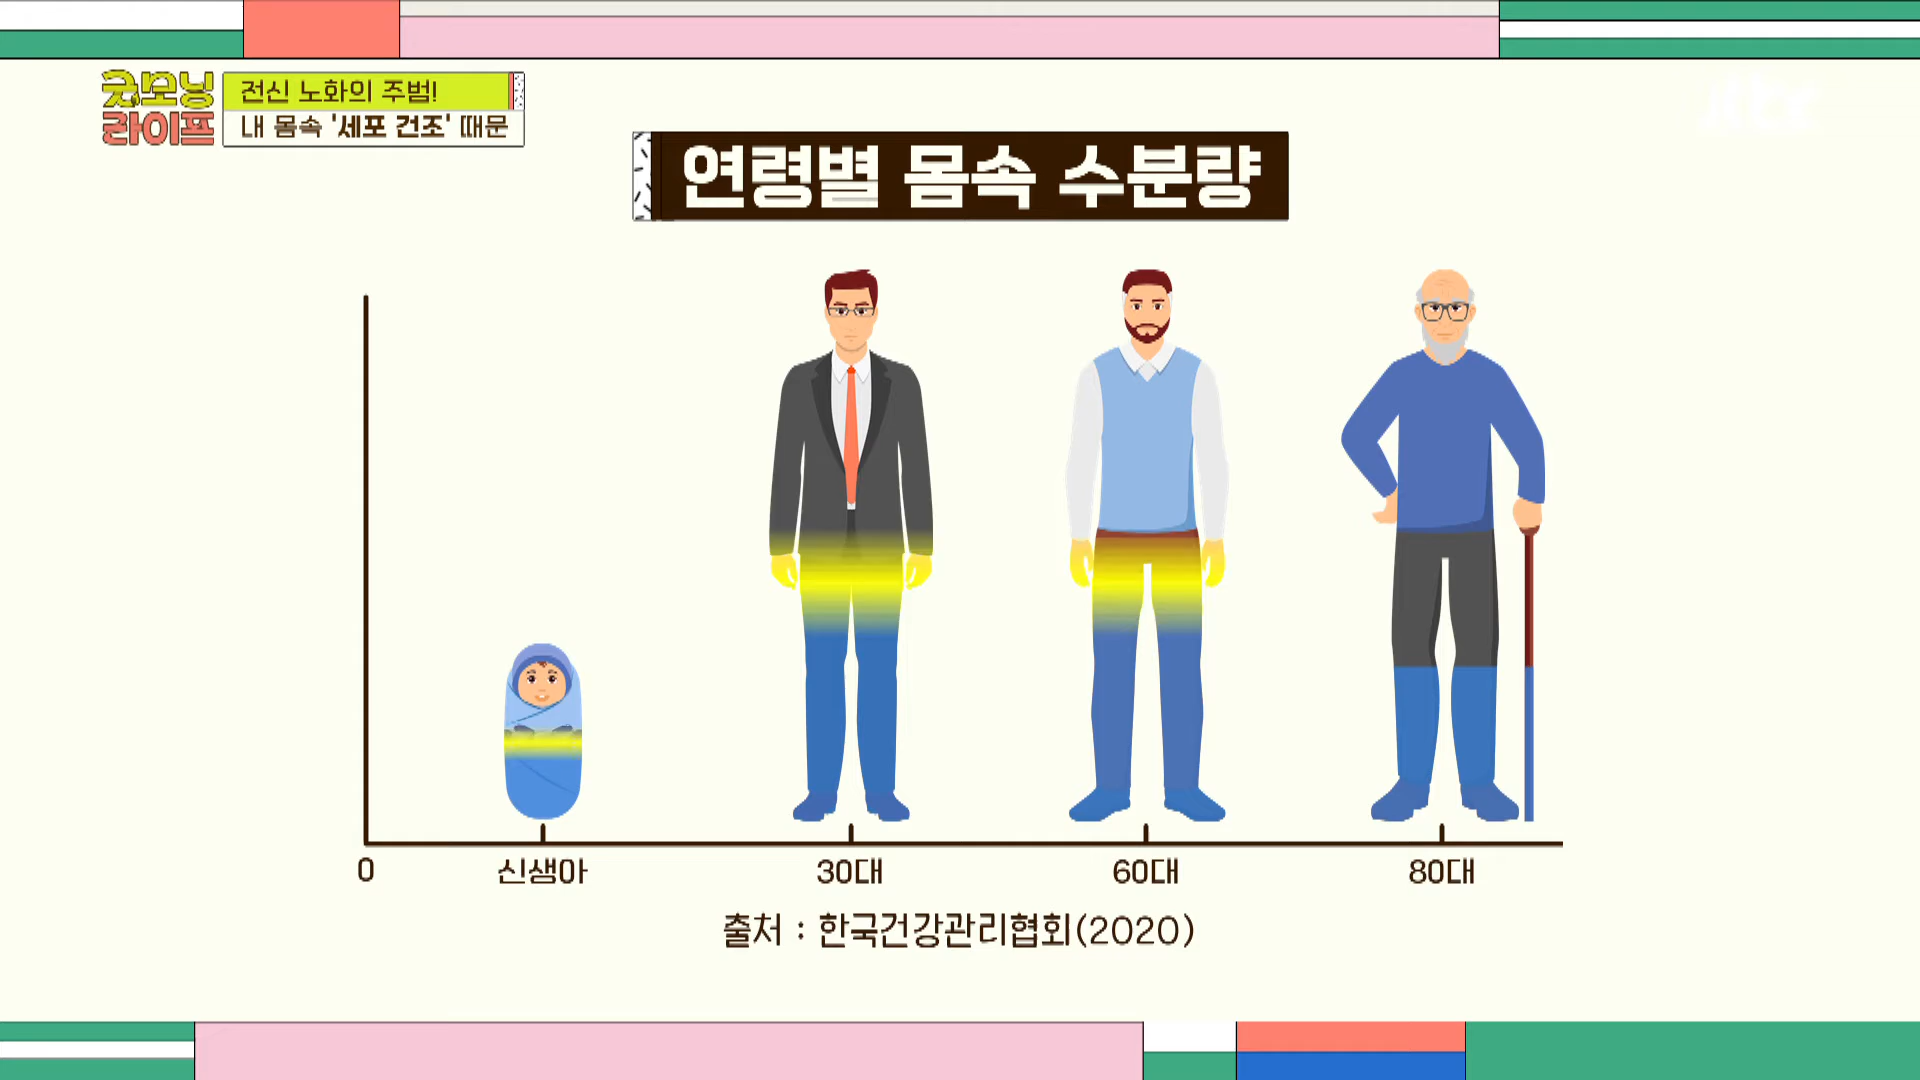 굿모닝
라이프
전신 노화의 주범!
내 몸속 '세포 건조' 때문
jtbc
연령별 몸속 수분량
0
신생아
30대
60대
80대
출처 : 한국건강관리협회(2020)